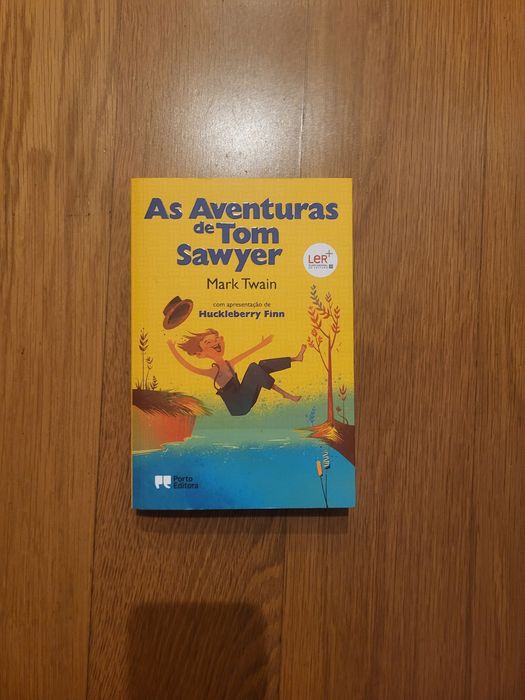 As Aventuras
de Tom
Sawyer
LER+
Mark Twain
com apresentação de
Huckleberry Finn
Porto
Editora